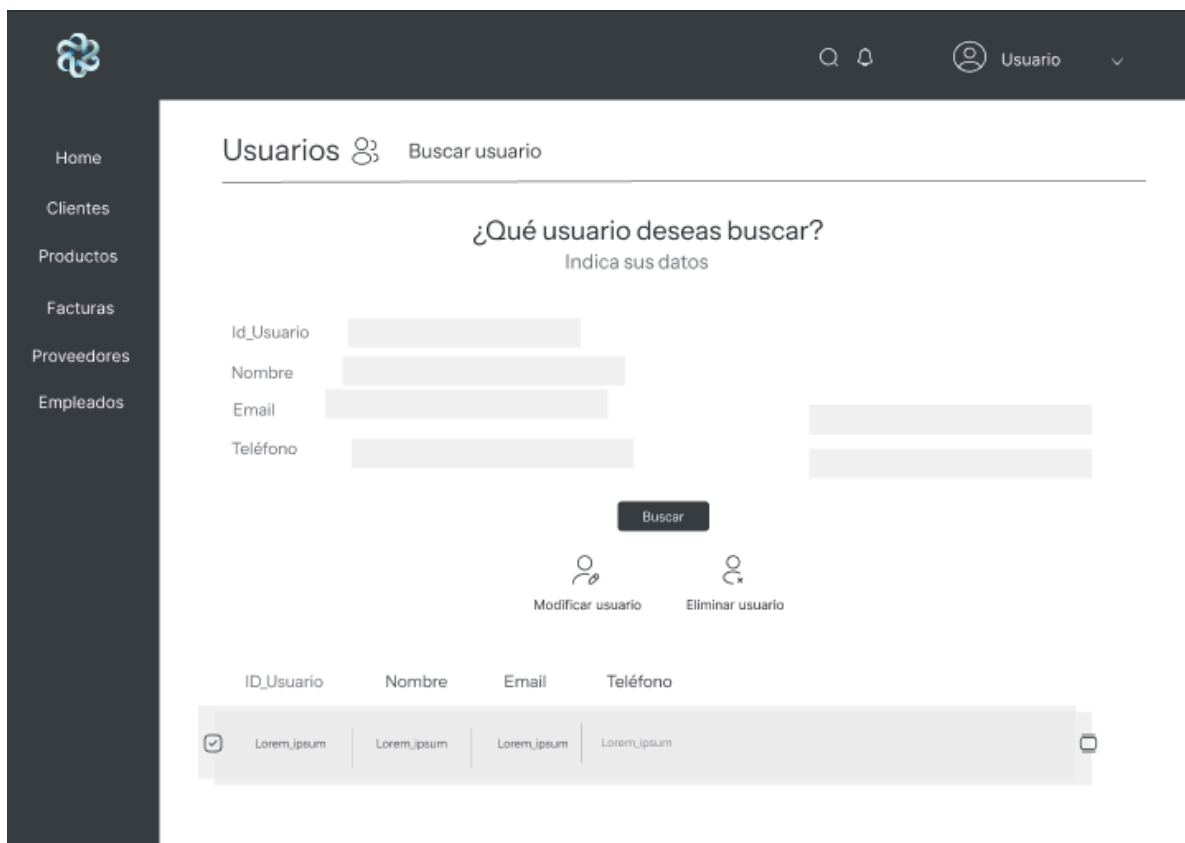 Usuario
Home
Clientes
Productos
Facturas
Proveedores
Empleados
Usuarios Buscar usuario
¿Qué usuario deseas buscar?
Indica sus datos
Id_Usuario
Nombre
Email
Teléfono
Buscar
Modificar usuario Eliminar usuario
ID_Usuario Nombre Email Teléfono
Lorem_ipsum Lorem_ipsum Lorem_ipsum Lorem_ipsum